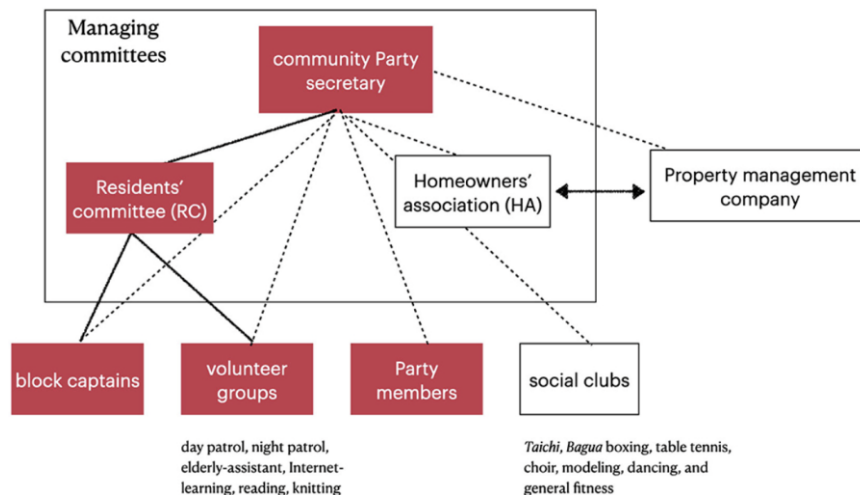 Managing
committees
community Party
secretary
Residents'
committee (RC)
Homeowners'
association (HA)
Property management
company
block captains
volunteer
groups
Party
members
social clubs
day patrol, night patrol,
elderly-assistant, Internet-
learning, reading, knitting
Taichi, Bagua boxing, table tennis,
choir, modeling, dancing, and
general fitness